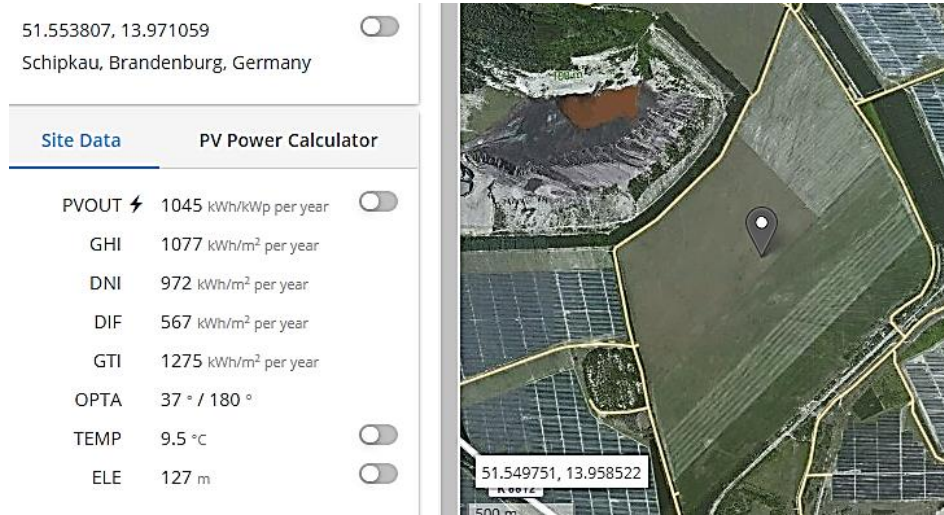 51.553807, 13.971059
Schipkau, Brandenburg, Germany
Site Data PV Power Calculator
PVOUT 1045 kWh/kWp per year
GHI 1077 kWh/m² per year
DNI 972 kWh/m² per year
DIF 567 kWh/m² per year
GTI 1275 kWh/m² per year
OPTA 37 ° / 180 °
TEMP 9.5 °C
ELE 127 m
51.549751, 13.958522
500 m